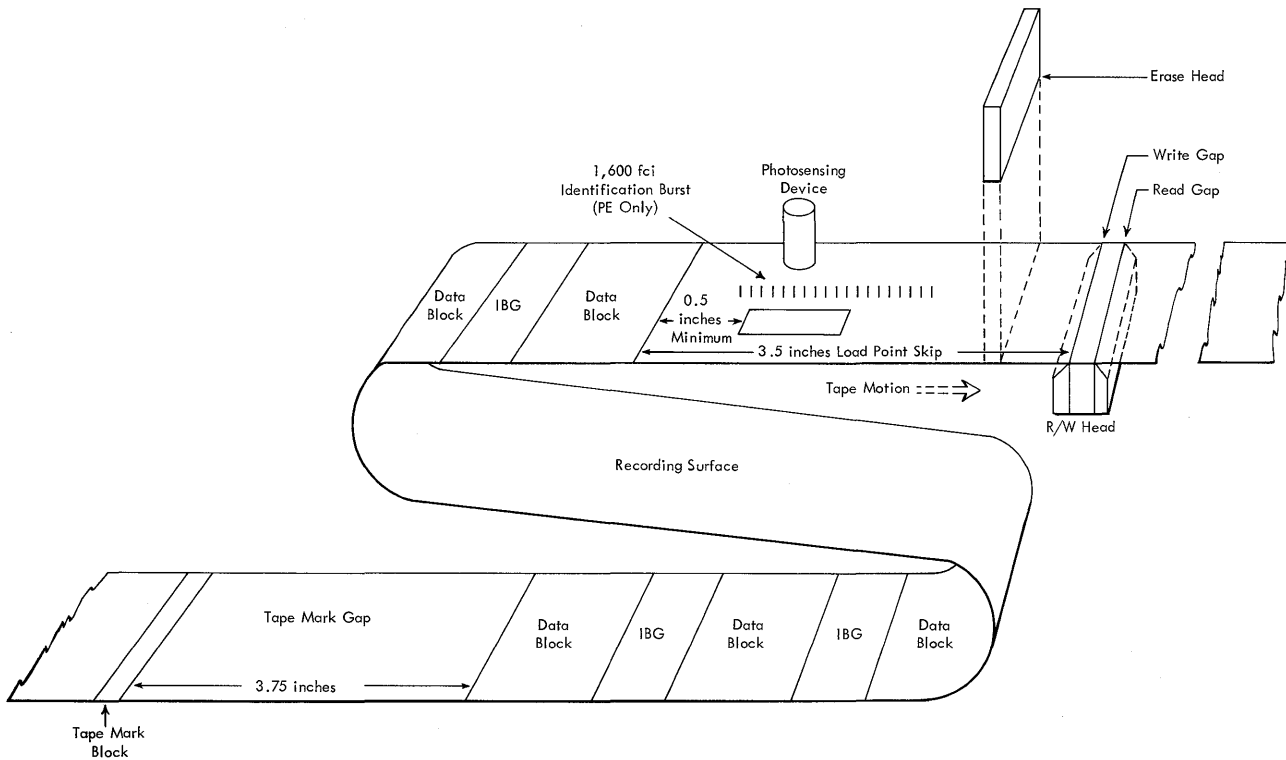 Erase Head
Write Gap
Read Gap
1,600 fci
Identification Burst
(PE Only)
Photosensing
Device
Data
Block
IBG
Data
Block
0.5
inches
Minimum
3.5 inches Load Point Skip
Tape Motion
R/W Head
Recording Surface
Tape Mark Gap
Data
Block
IBG
Data
Block
IBG
Data
Block
3.75 inches
Tape Mark
Block